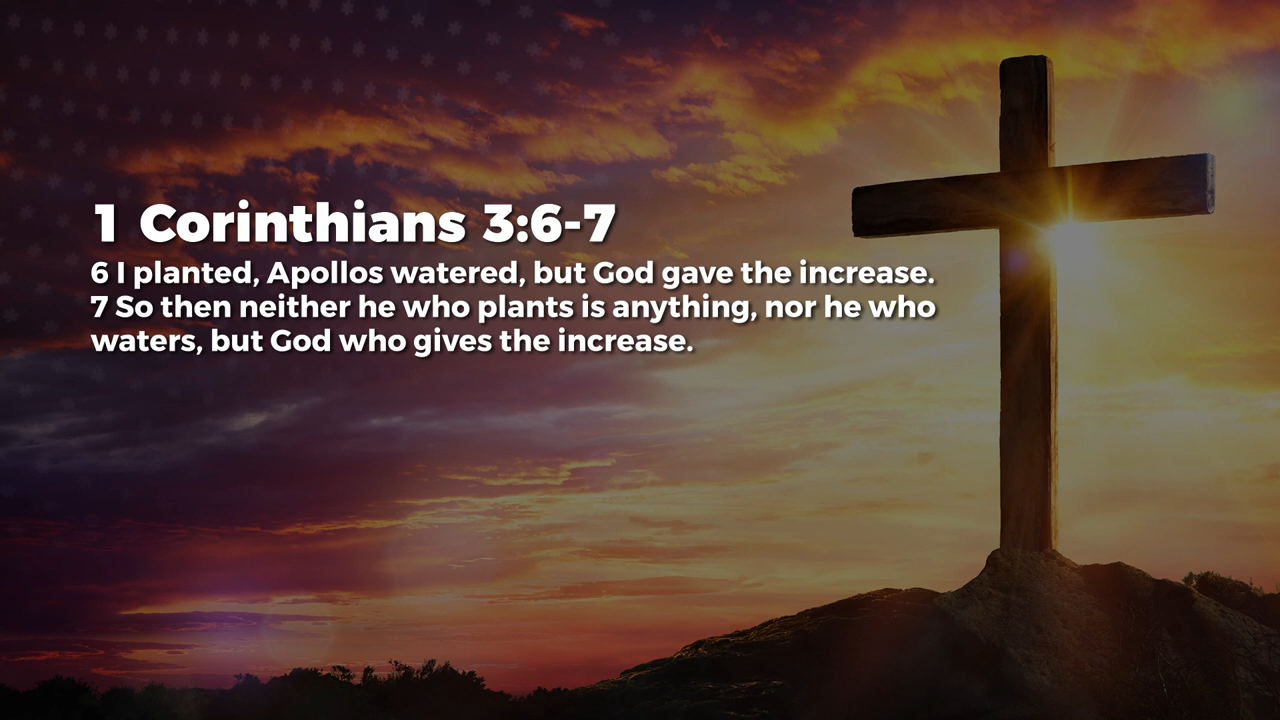 1 Corinthians 3:6-7
6 I planted, Apollos watered, but God gave the increase.
7 So then neither he who plants is anything, nor he who
waters, but God who gives the increase.